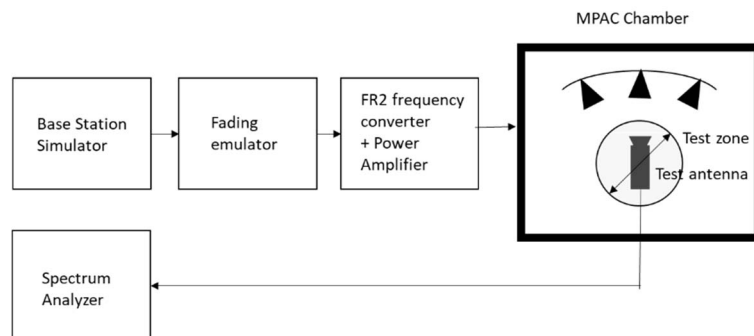 MPAC Chamber
Base Station
Simulator
Fading
emulator
FR2 frequency
converter
+ Power
Amplifier
Test zone
Test antenna
Spectrum
Analyzer